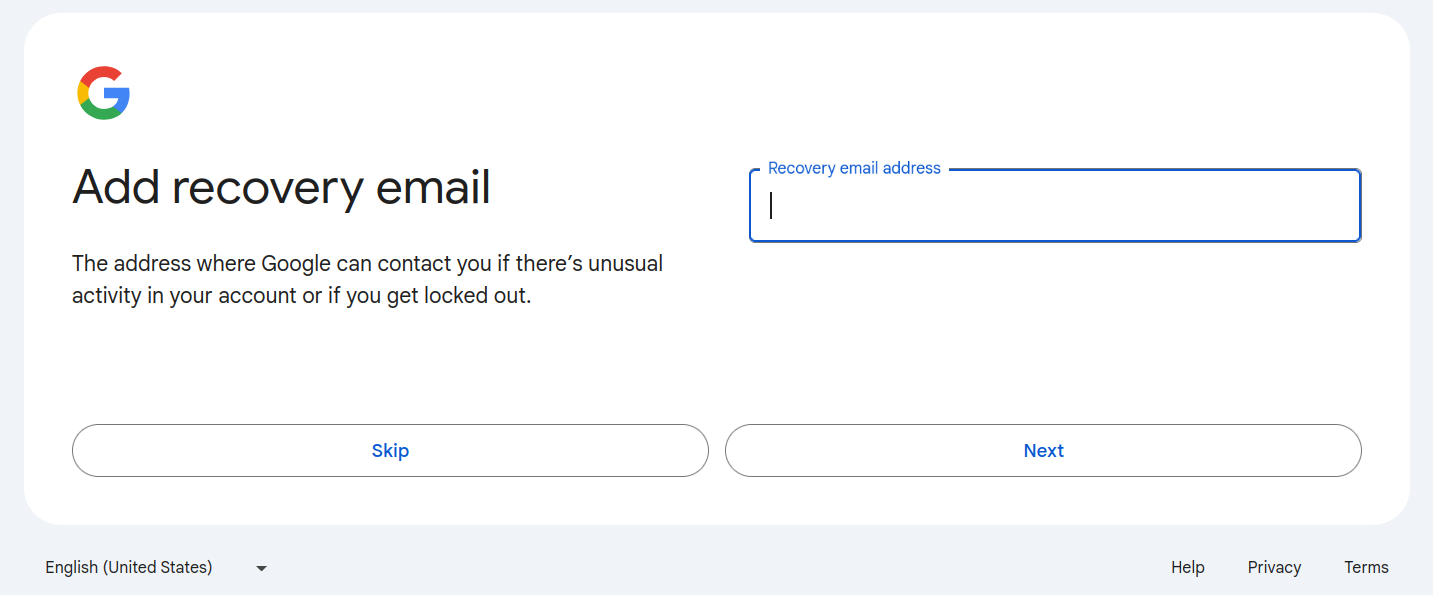 Add recovery email
The address where Google can contact you if there’s unusual
activity in your account or if you get locked out.
Recovery email address
Skip
Next
English (United States)
Help
Privacy
Terms